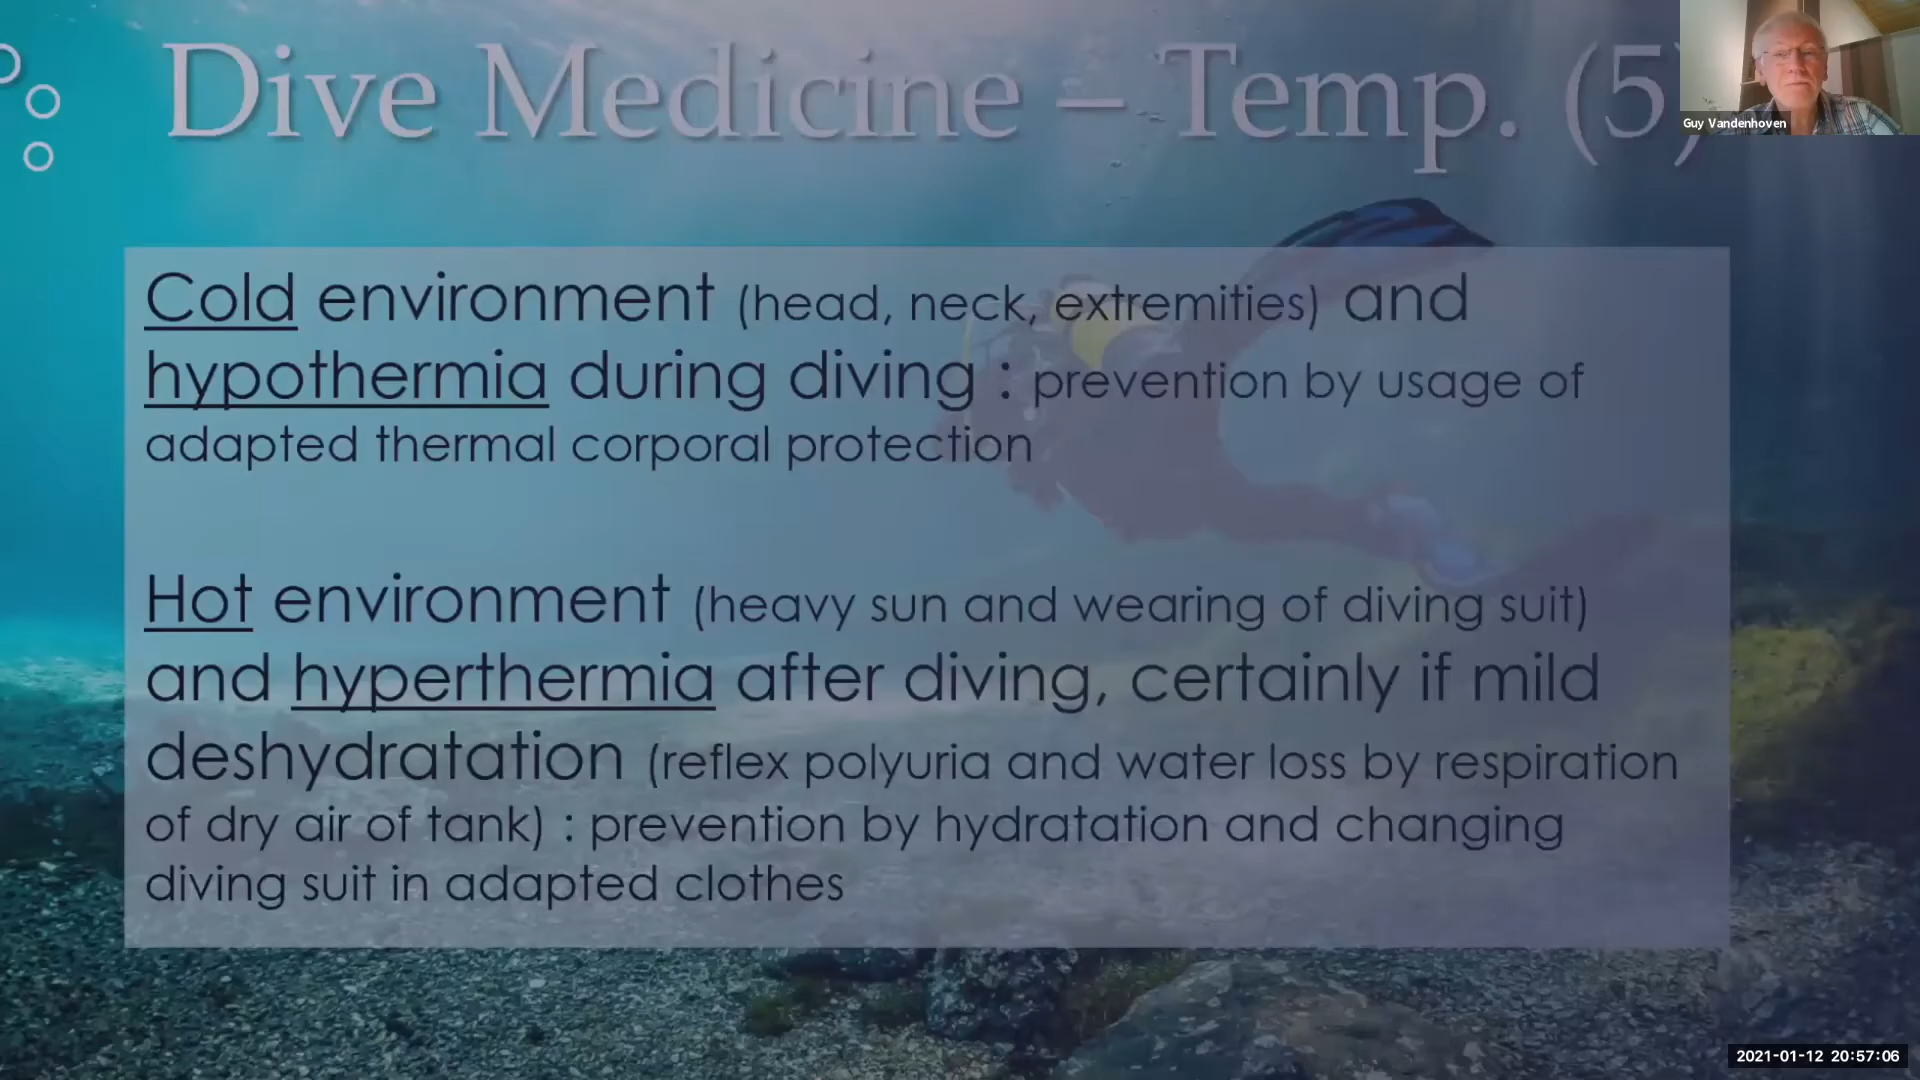 Dive Medicine – Temp. (5)
Guy Vandenhoven
Cold environment (head, neck, extremities) and
hypothermia during diving : prevention by usage of
adapted thermal corporal protection
Hot environment (heavy sun and wearing of diving suit)
and hyperthermia after diving, certainly if mild
deshydratation (reflex polyuria and water loss by respiration
of dry air of tank) : prevention by hydratation and changing
diving suit in adapted clothes
2021-01-12 20:57:06